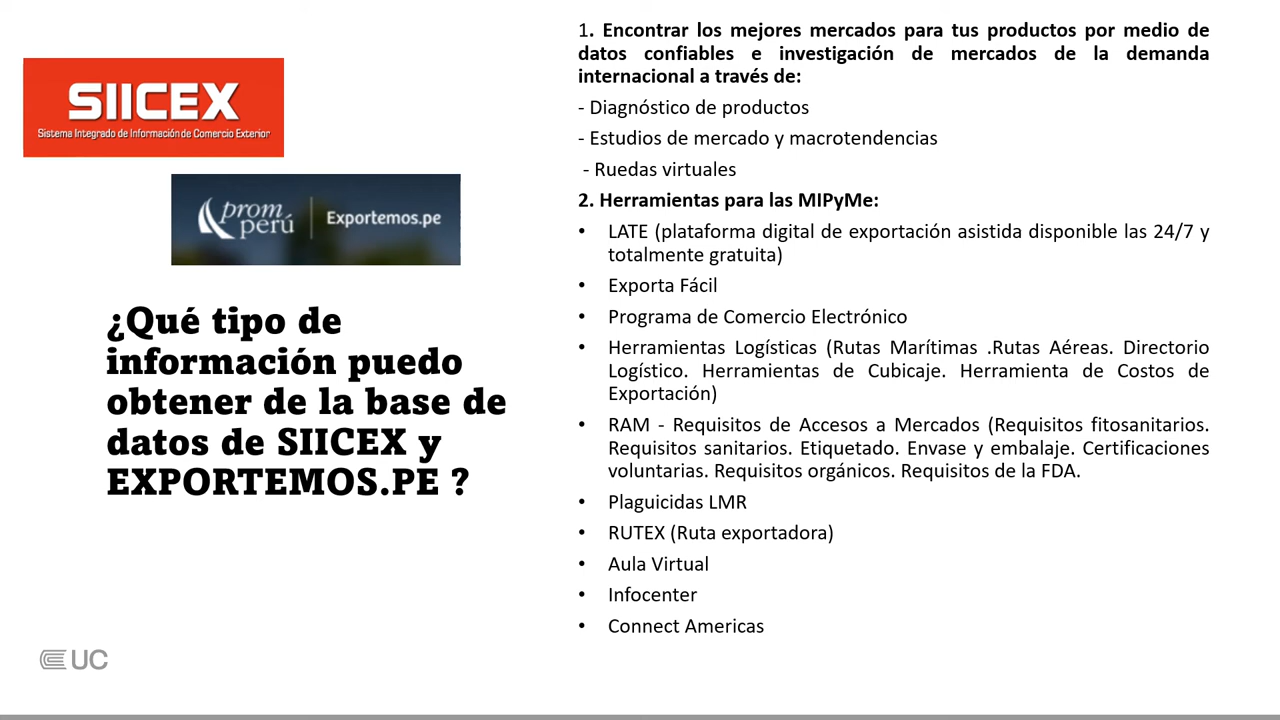 SIICEX
Sistema Integrado de Información de Comercio Exterior
prom
perú
Exportemos.pe
¿Qué tipo de
información puedo
obtener de la base de
datos de SIICEX y
EXPORTEMOS.PE ?
1. Encontrar los mejores mercados para tus productos por medio de
datos confiables e investigación de mercados de la demanda
internacional a través de:
- Diagnóstico de productos
- Estudios de mercado y macrotendencias
- Ruedas virtuales
2. Herramientas para las MIPyMe:
• LATE (plataforma digital de exportación asistida disponible las 24/7 y
totalmente gratuita)
• Exporta Fácil
• Programa de Comercio Electrónico
• Herramientas Logísticas (Rutas Marítimas .Rutas Aéreas. Directorio
Logístico. Herramientas de Cubicaje. Herramienta de Costos de
Exportación)
• RAM - Requisitos de Accesos a Mercados (Requisitos fitosanitarios.
Requisitos sanitarios. Etiquetado. Envase y embalaje. Certificaciones
voluntarias. Requisitos orgánicos. Requisitos de la FDA.
• Plaguicidas LMR
• RUTEX (Ruta exportadora)
• Aula Virtual
• Infocenter
• Connect Americas
UC